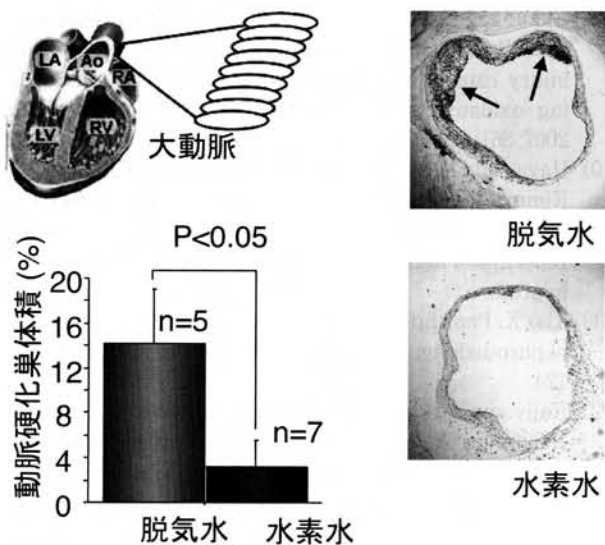 LA
Ao
RA
LV
RV
大動脈
脱気水
P<0.05
動脈硬化巣体積 (%)
20
16
12
8
4
0
n=5
n=7
脱気水
水素水
水素水